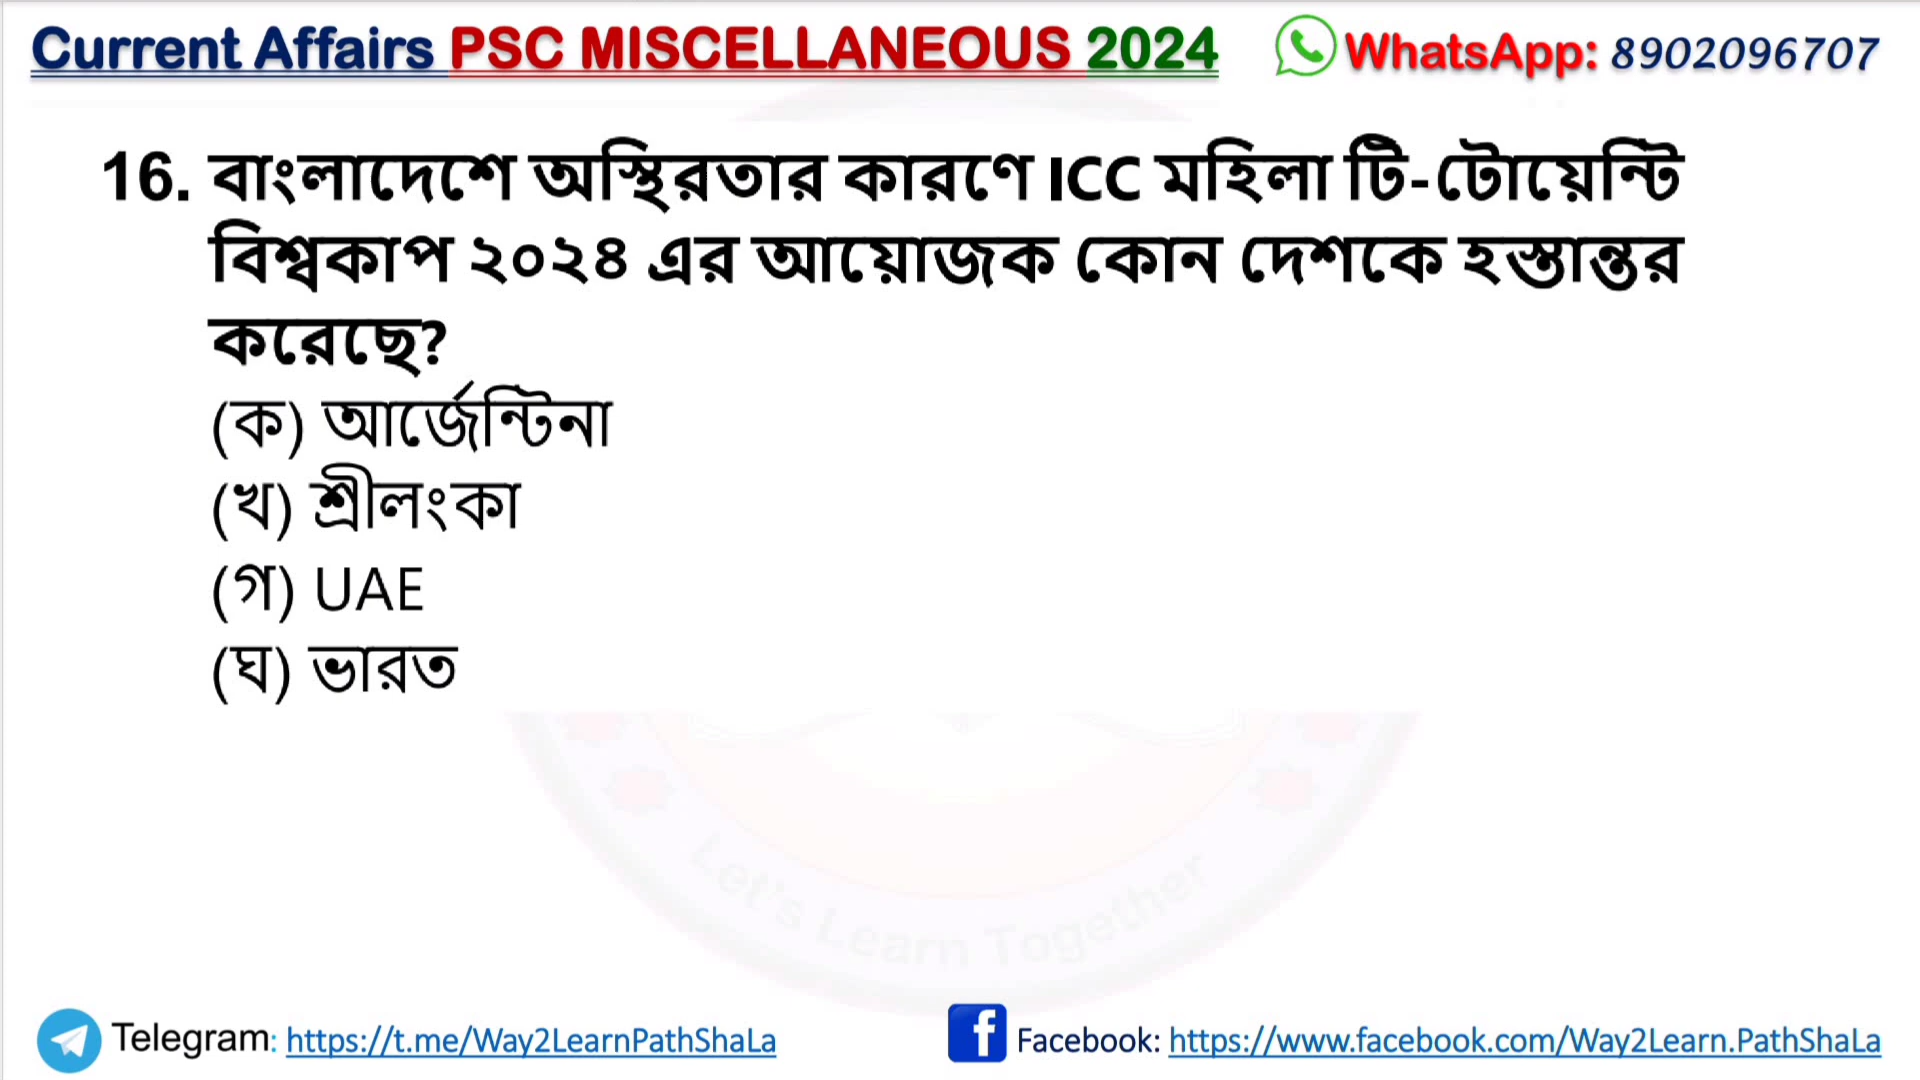 Current Affairs PSC MISCELLANEOUS 2024 WhatsApp: 8902096707
16. বাংলাদেশে অস্থিরতার কারণে ICC মহিলা টি-টোয়েন্টি
বিশ্বকাপ ২০২৪ এর আয়োজক কোন দেশকে হস্তান্তর
করেছে?
(ক) আর্জেন্টিনা
(খ) শ্রীলংকা
(গ) UAE
(ঘ) ভারত
Let's Learn Together
Telegram: https://t.me/Way2LearnPathShaLa Facebook: https://www.facebook.com/Way2Learn.PathShaLa